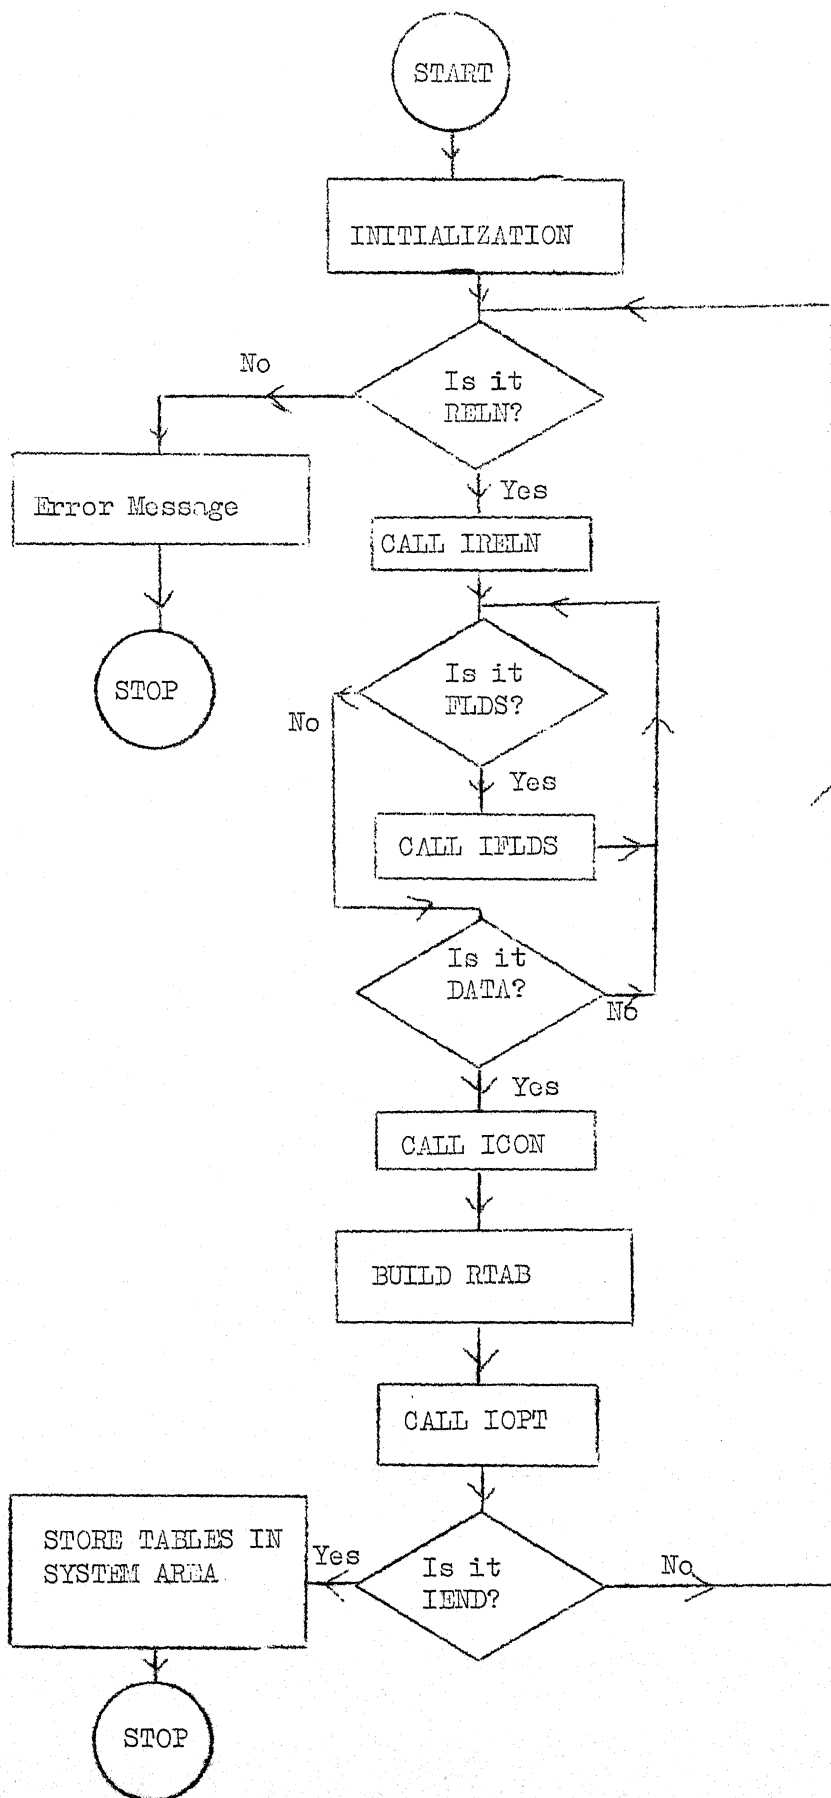 START
INITIALIZATION
No
Is it
RELN?
Error Message
Yes
CALL IRELN
STOP
Is it
FLDS?
No
Yes
CALL IFLDS
Is it
DATA?
No
Yes
CALL ICON
BUILD RTAB
CALL IOPT
STORE TABLES IN
SYSTEM AREA
Yes
Is it
IEND?
No
STOP